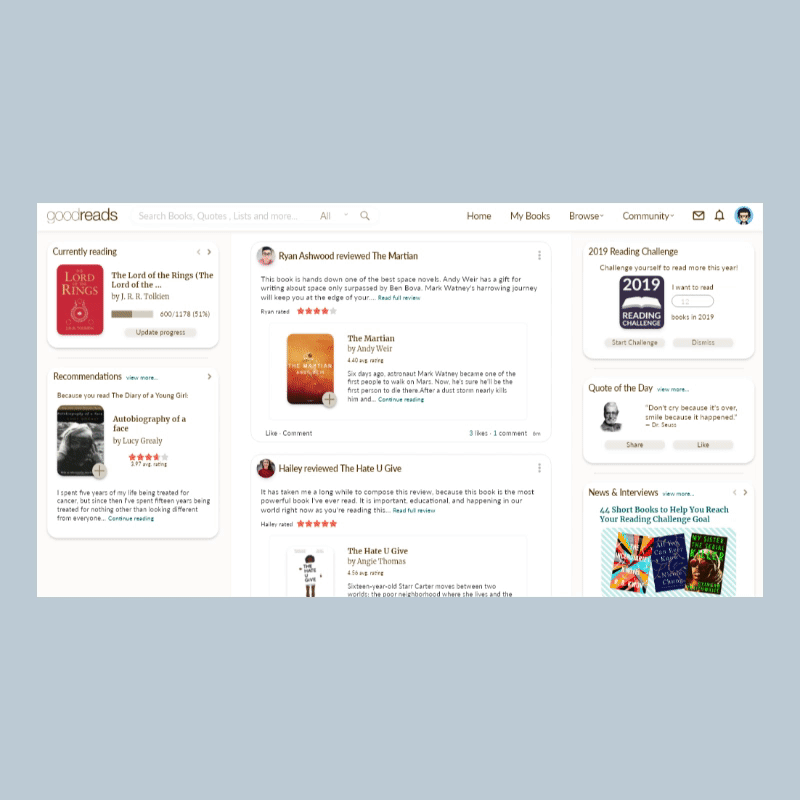 goodreads
Search Books, Quotes , Lists and more...
All
Home
My Books
Browse
Community
Currently reading
LORD
OF THE
RINGS
The Lord of the Rings (The
Lord of the ...
by J. R. R. Tolkien
600/1178 (51%)
Update progress
Recommendations view more...
Because you read The Diary of a Young Girl:
Autobiography of a
face
by Lucy Grealy
3.97 avg. rating
I spent five years of my life being treated for
cancer, but since then I've spent fifteen years being
treated for nothing other than looking different
from everyone... Continue reading
Ryan Ashwood reviewed The Martian
This book is hands down one of the best space novels. Andy Weir has a gift for
writing about space only surpassed by Ben Bova. Mark Watney's harrowing journey
will keep you at the edge of your.... Read full review
Ryan rated
THE MARTIAN
ANDY WEIR
The Martian
by Andy Weir
4.40 avg. rating
Six days ago, astronaut Mark Watney became one of the
first people to walk on Mars. Now, he's sure he'll be the
first person to die there.After a dust storm nearly kills
him and... Continue reading
Like · Comment
3 likes · 1 comment 8m
Hailey reviewed The Hate U Give
It has taken me a long while to compose this review, because this book is the most
powerful book I've ever read. It is important, educational, and happening in our
world right now as you're reading this... Read full review
Hailey rated
THE
HATE
U
GIVE
The Hate U Give
by Angie Thomas
4.56 avg. rating
Sixteen-year-old Starr Carter moves between two
worlds: the poor neighborhood where she lives and the
2019 Reading Challenge
Challenge yourself to read more this year!
2019
READING
CHALLENGE
I want to read
12
books in 2019
Start Challenge
Dismiss
Quote of the Day view more...
"Don't cry because it's over,
smile because it happened."
— Dr. Seuss
Share
Like
News & Interviews view more...
44 Short Books to Help You Reach
Your Reading Challenge Goal
MY SISTER
THE SERIAL